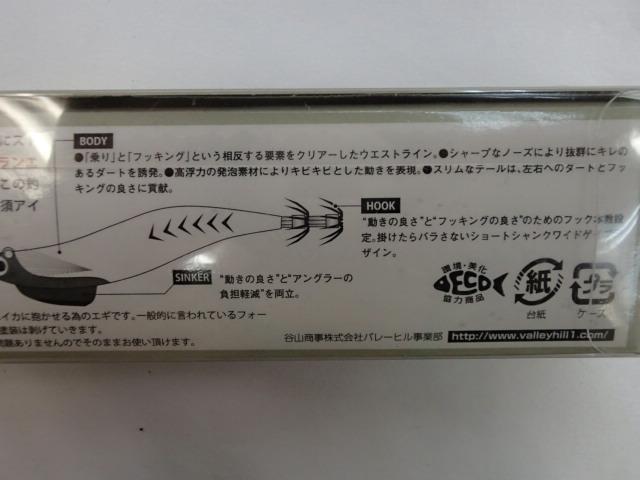 BODY
●「乗り」と「フッキング」という相反する要素をクリアーしたウエストライン。●シャープなノーズにより抜群にキレの
あるダートを誘発。●高浮力の発泡素材によりキビキビとした動きを表現。●スリムなテールは、左右へのダートとフッ
キングの良さに貢献。
ランエ
この釣
須アイ
HOOK
"動きの良さ"と"フッキングの良さ"のためのフック本数設
定。掛けたらバラさないショートシャンクワイドゲ
ザイン。
SINKER
"動きの良さ"と"アングラーの
負担軽減"を両立。
環境・美化
ECO
協力商品
紙
台紙
プラ
ケース
イカに抱かせる為のエギです。一般的に言われているフォー
塗装は剥げていきます。
問題ありませんでそのままお使い頂けます。
谷山商事株式会社バレーヒル事業部
http://www.valleyhill1.com/